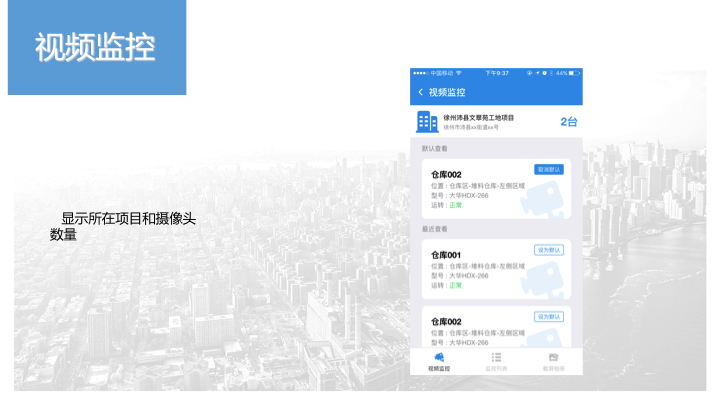 视频监控
显示所在项目和摄像头
数量
中国移动 下午9:37 44%
视频监控
徐州沛县文翠苑工地项目
徐州市沛县xx街道xx号
2台
默认查看
仓库002
取消默认
位置：仓库区-堆料仓库-左侧区域
型号：大华HDX-266
运转：正常
最近查看
仓库001
设为默认
位置：仓库区-堆料仓库-左侧区域
型号：大华HDX-266
运转：正常
仓库002
设为默认
位置：仓库区-堆料仓库-左侧区域
型号：大华HDX-266
视频监控 监控列表